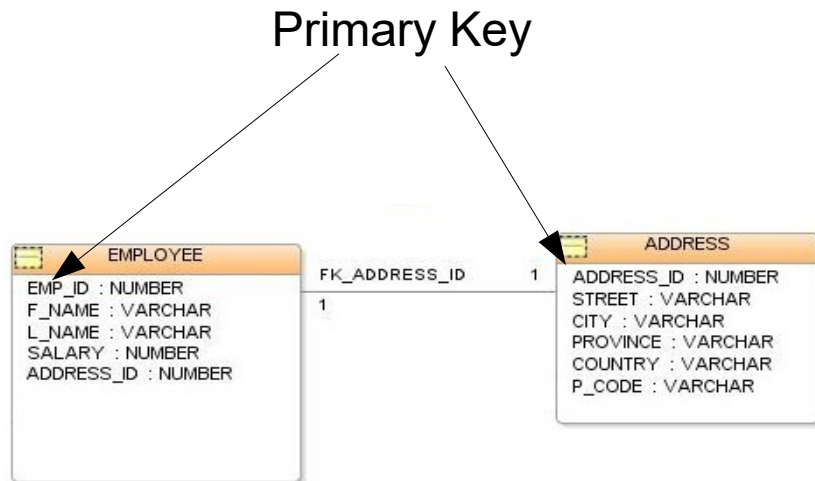 Primary Key
EMPLOYEE
EMP_ID : NUMBER
F_NAME : VARCHAR
L_NAME : VARCHAR
SALARY : NUMBER
ADDRESS_ID : NUMBER
FK_ADDRESS_ID 1
1
ADDRESS
ADDRESS_ID : NUMBER
STREET : VARCHAR
CITY : VARCHAR
PROVINCE : VARCHAR
COUNTRY : VARCHAR
P_CODE : VARCHAR